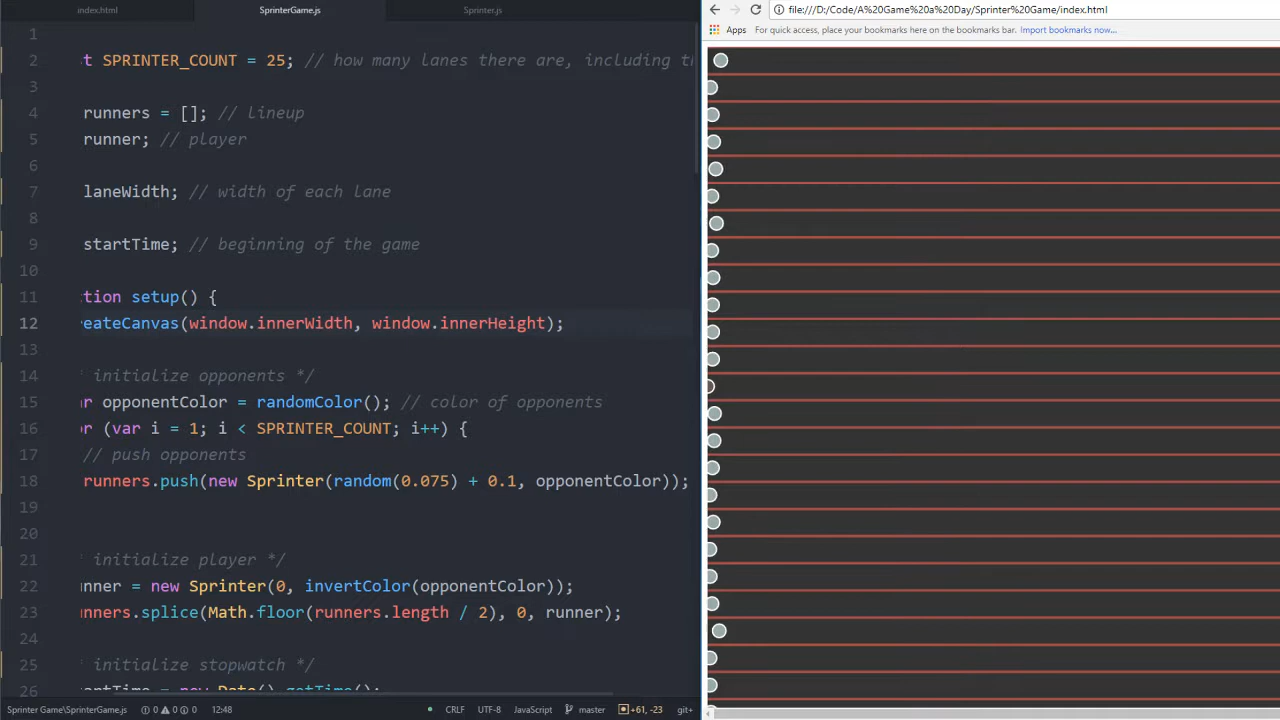 index.html SprinterGame.js Sprinter.js
file:///D:/Code/A%20Game%20a%20Day/Sprinter%20Game/index.html
Apps For quick access, place your bookmarks here on the bookmarks bar. Import bookmarks now...
1
2 t SPRINTER_COUNT = 25; // how many lanes there are, including th
3
4 runners = []; // lineup
5 runner; // player
6
7 laneWidth; // width of each lane
8
9 startTime; // beginning of the game
10
11 tion setup() {
12 eateCanvas(window.innerWidth, window.innerHeight);
13
14 * initialize opponents */
15 ar opponentColor = randomColor(); // color of opponents
16 or (var i = 1; i < SPRINTER_COUNT; i++) {
17 // push opponents
18 runners.push(new Sprinter(random(0.075) + 0.1, opponentColor));
19
20
21 * initialize player */
22 nner = new Sprinter(0, invertColor(opponentColor));
23 nners.splice(Math.floor(runners.length / 2), 0, runner);
24
25 * initialize stopwatch */
26 artTime = new Date().getTime();
Sprinter Game\SprinterGame.js 0 0 0 12:48 CRLF UTF-8 JavaScript master +61, -23 git+